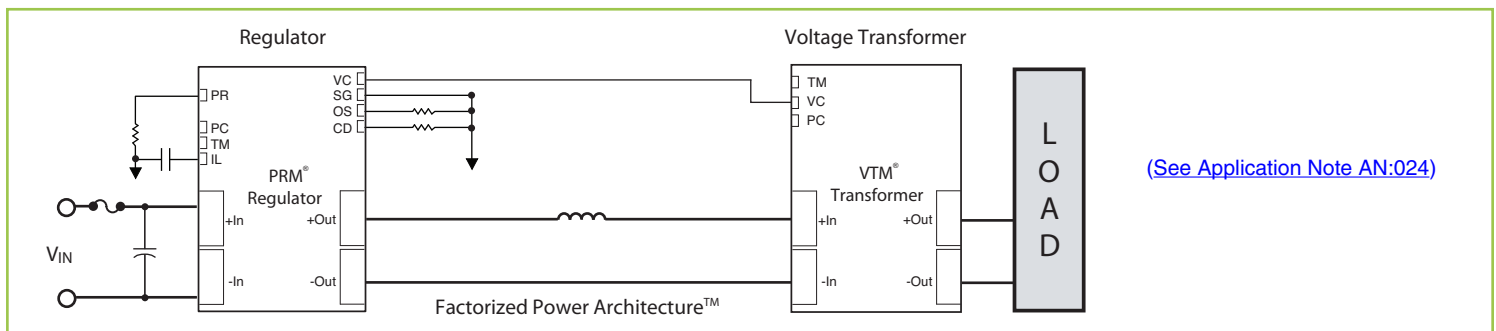 Regulator
Voltage Transformer
PR
PC
TM
IL
VC
SG
OS
CD
PRM®
Regulator
+In
-In
+Out
-Out
VIN
Factorized Power Architecture™
TM
VC
PC
VTM®
Transformer
+In
-In
+Out
-Out
LOAD
(See Application Note AN:024)